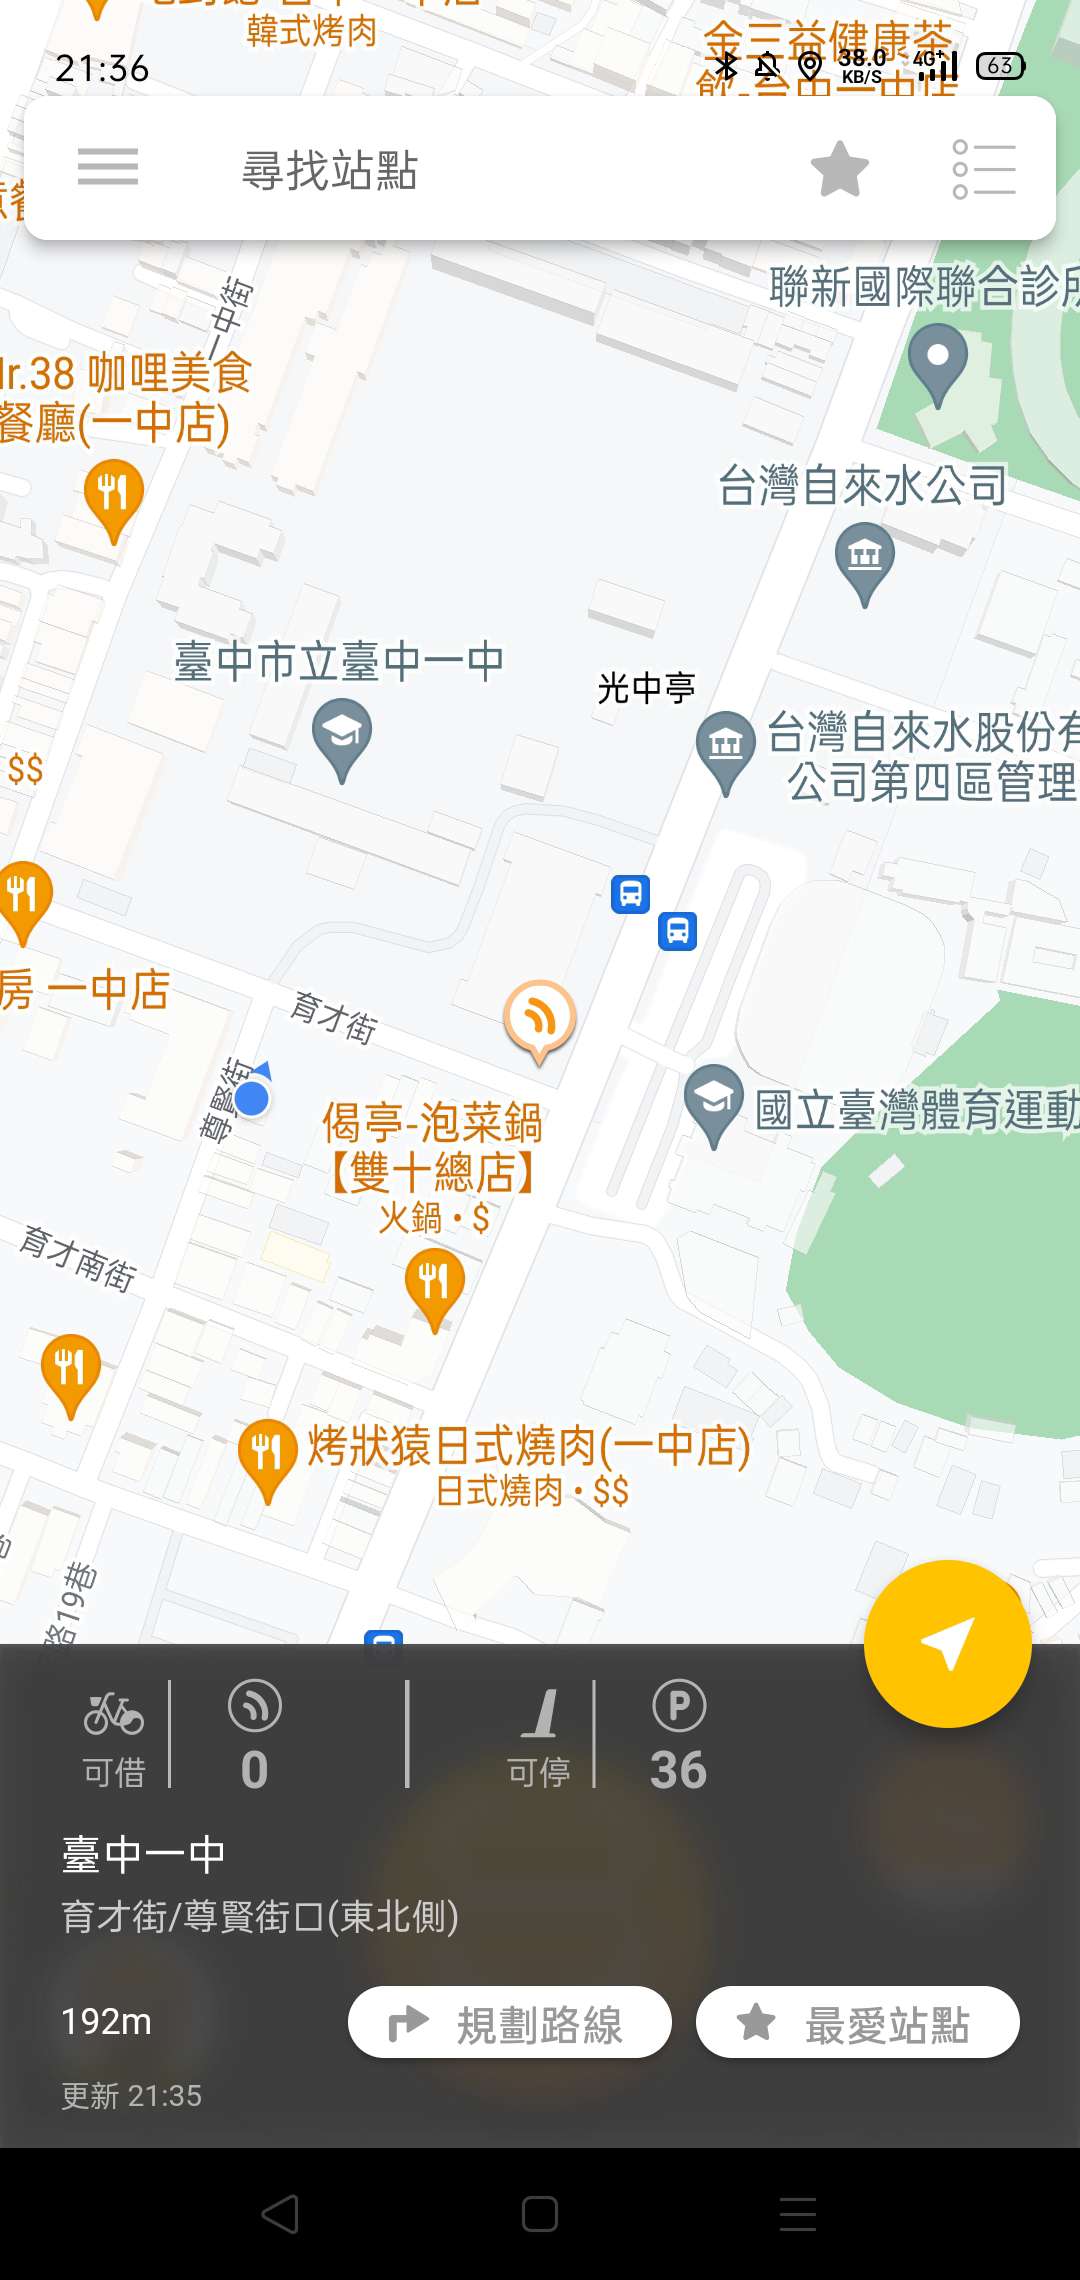 韓式烤肉
金三益健康茶
飲-台中一中店
21:36
38.0
KB/S
4G+
63
尋找站點
一中街
聯新國際聯合診所
Mr.38 咖哩美食
餐廳(一中店)
台灣自來水公司
臺中市立臺中一中
光中亭
台灣自來水股份有
公司第四區管理
$$
房 一中店
育才街
尊賢街
偈亭-泡菜鍋
【雙十總店】
火鍋 • $
國立臺灣體育運動
育才南街
烤狀猿日式燒肉(一中店)
日式燒肉 • $$
路19巷
可借
0
可停
P
36
臺中一中
育才街/尊賢街口(東北側)
192m
規劃路線
最愛站點
更新 21:35